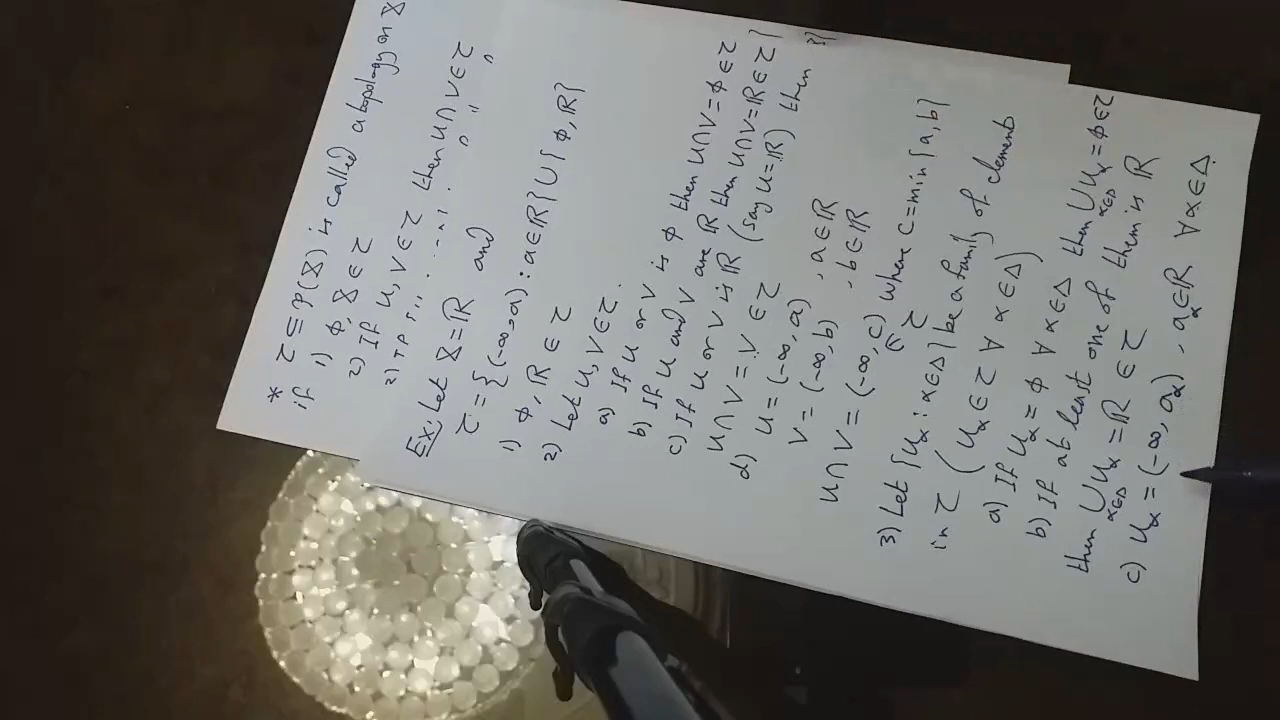 * τ ⊆ P(X) is called a topology on X
if 1) φ, X ∈ τ
2) If U, V ∈ τ then U∩V ∈ τ
Ex: Let X = ℝ and
τ = {(-∞, a) : a ∈ ℝ} ∪ {φ, ℝ}
1) φ, ℝ ∈ τ
2) Let U, V ∈ τ.
a) If U or V is φ then U∩V = φ ∈ τ
b) If U and V are ℝ then U∩V = ℝ ∈ τ
c) If U or V is ℝ (say U = ℝ) then
U∩V = V ∈ τ
d) U = (-∞, a) , a ∈ ℝ
V = (-∞, b) , b ∈ ℝ
U∩V = (-∞, c) where c = min{a, b}
∈ τ
3) Let {Uα : α ∈ Δ} be a family of elements
in τ (Uα ∈ τ ∀ α ∈ Δ)
a) If Uα = φ ∀ α ∈ Δ then ⋃ Uα = φ ∈ τ
α∈Δ
b) If at least one of them is ℝ
then ⋃ Uα = ℝ ∈ τ
α∈Δ
c) Uα = (-∞, aα) , aα ∈ ℝ ∀ α ∈ Δ.